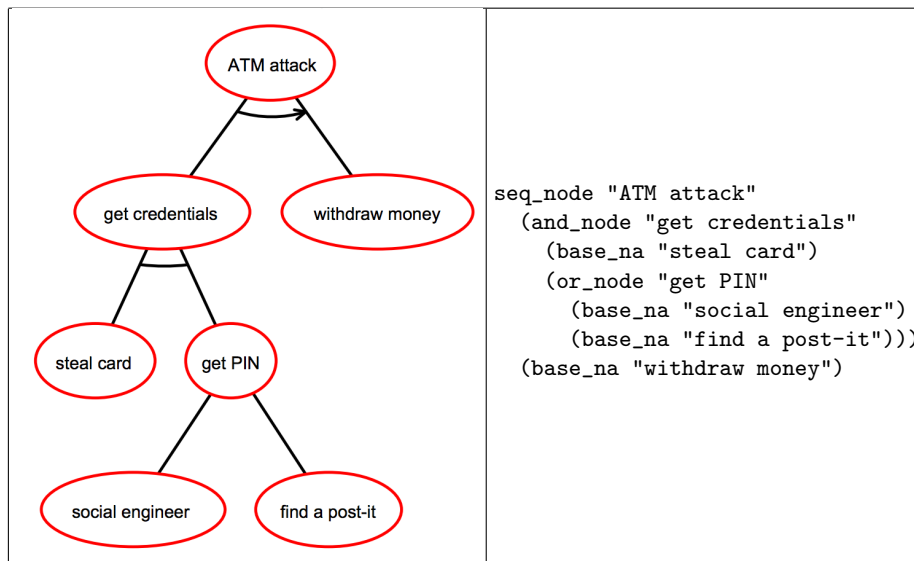 ATM attack
get credentials
withdraw money
steal card
get PIN
social engineer
find a post-it
seq_node "ATM attack"
(and_node "get credentials"
(base_na "steal card")
(or_node "get PIN"
(base_na "social engineer")
(base_na "find a post-it")))
(base_na "withdraw money")